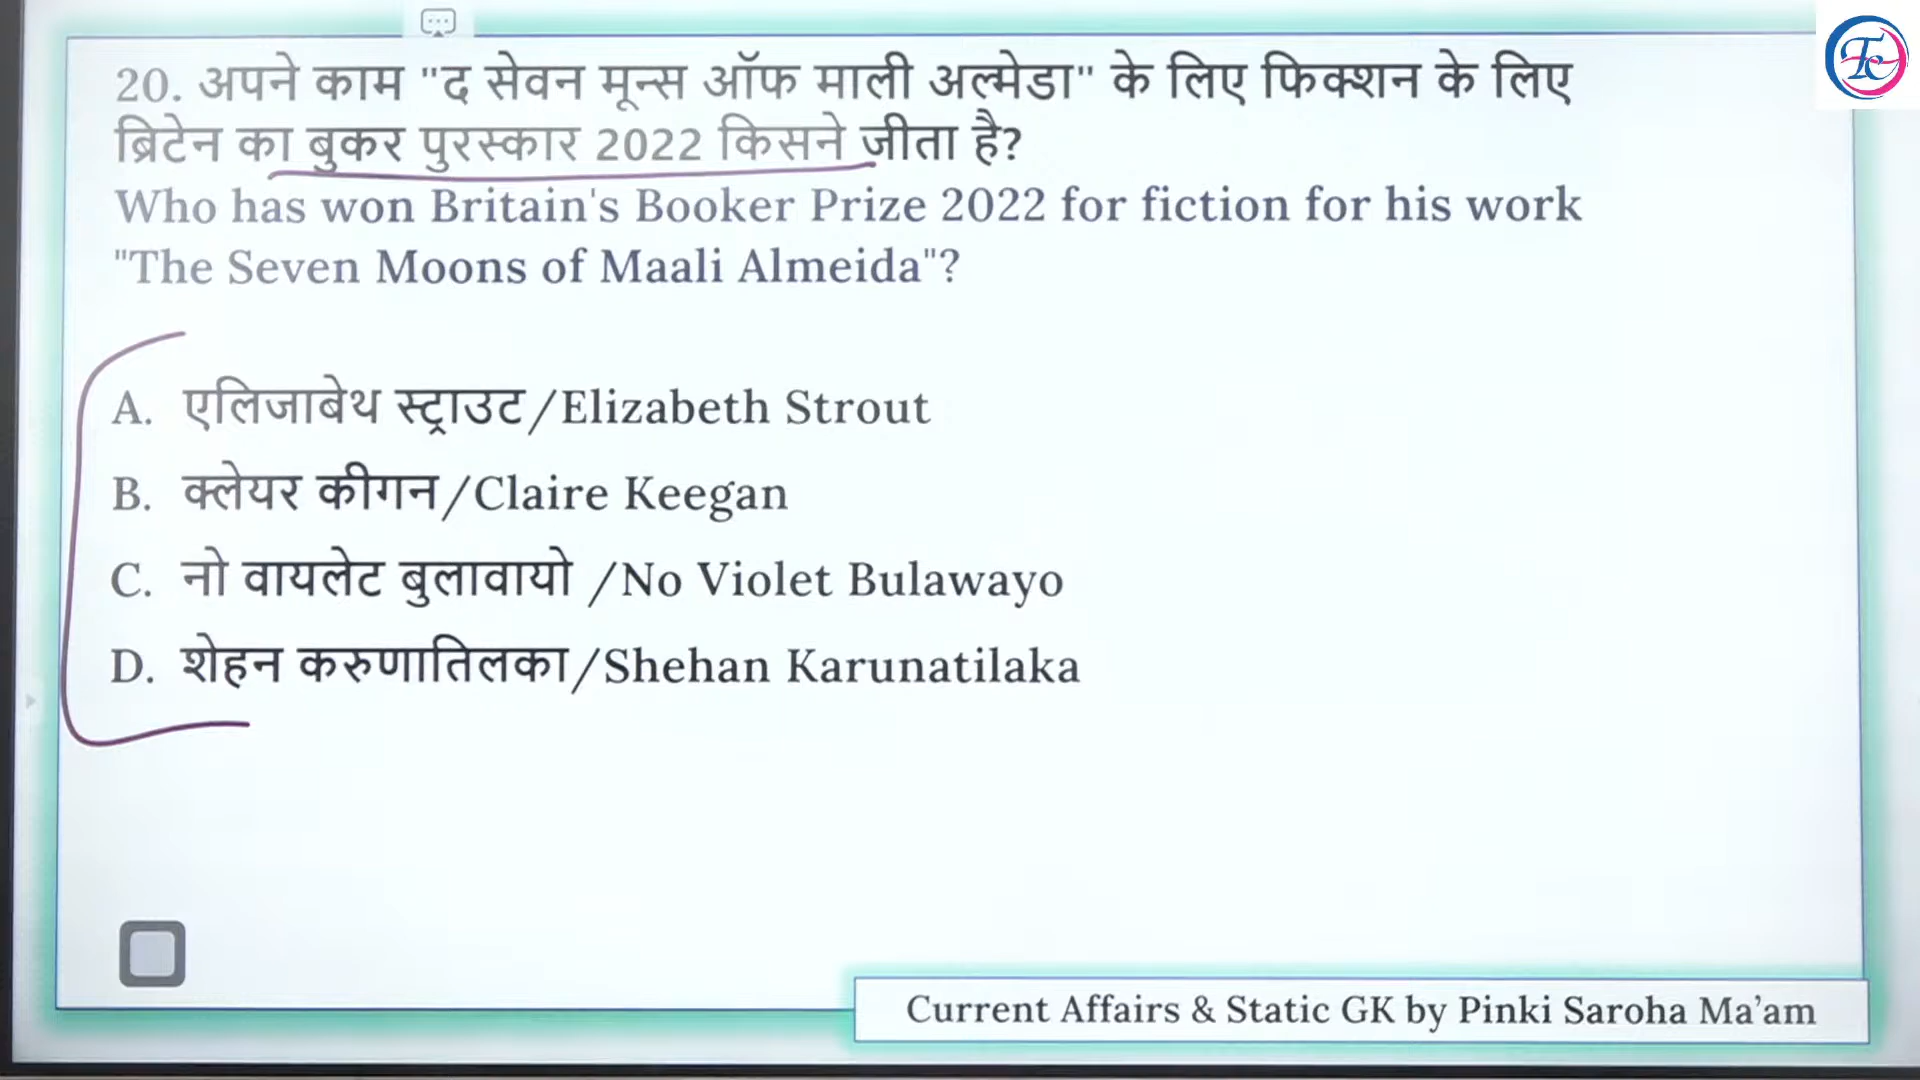 20. अपने काम "द सेवन मून्स ऑफ माली अल्मेडा" के लिए फिक्शन के लिए
ब्रिटेन का बुकर पुरस्कार 2022 किसने जीता है?
Who has won Britain's Booker Prize 2022 for fiction for his work
"The Seven Moons of Maali Almeida"?
A. एलिजाबेथ स्ट्राउट/Elizabeth Strout
B. क्लेयर कीगन/Claire Keegan
C. नो वायलेट बुलावायो /No Violet Bulawayo
D. शेहन करुणातिलका/Shehan Karunatilaka
Current Affairs & Static GK by Pinki Saroha Ma’am